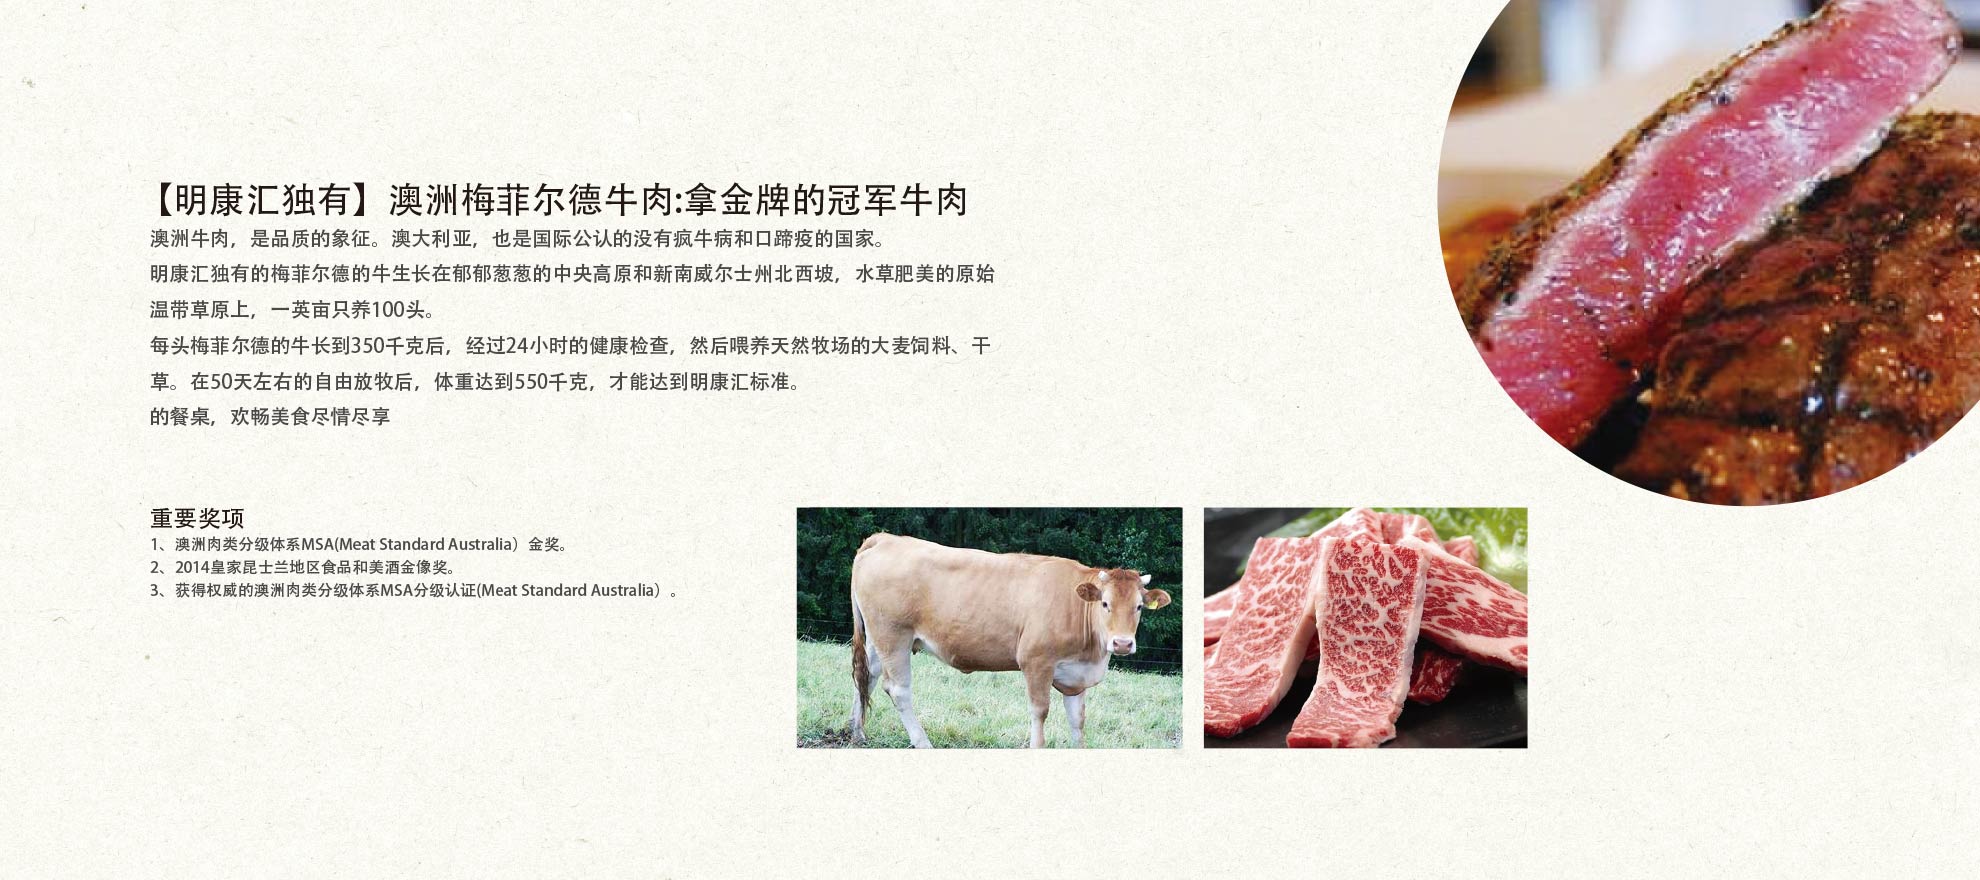 【明康汇独有】澳洲梅菲尔德牛肉:拿金牌的冠军牛肉
澳洲牛肉，是品质的象征。澳大利亚，也是国际公认的没有疯牛病和口蹄疫的国家。
明康汇独有的梅菲尔德的牛生长在郁郁葱葱的中央高原和新南威尔士州北西坡，水草肥美的原始
温带草原上，一英亩只养100头。
每头梅菲尔德的牛长到350千克后，经过24小时的健康检查，然后喂养天然牧场的大麦饲料、干
草。在50天左右的自由放牧后，体重达到550千克，才能达到明康汇标准。
的餐桌，欢畅美食尽情尽享
重要奖项
1、澳洲肉类分级体系MSA(Meat Standard Australia）金奖。
2、2014皇家昆士兰地区食品和美酒金像奖。
3、获得权威的澳洲肉类分级体系MSA分级认证(Meat Standard Australia）。